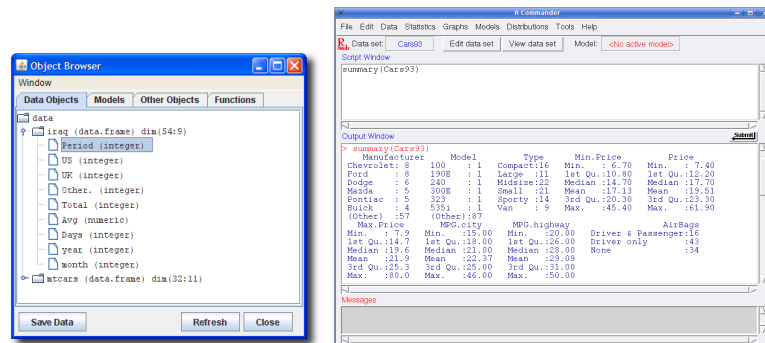 Object Browser
Window
Data Objects Models Other Objects Functions
data
iraq (data.frame) dim(54:9)
Period (integer)
US (integer)
UK (integer)
Other. (integer)
Total (integer)
Avg (numeric)
Days (integer)
year (integer)
month (integer)
mtcars (data.frame) dim(32:11)
Save Data Refresh Close
R Commander
File Edit Data Statistics Graphs Models Distributions Tools Help
Data set: Cars93 Edit data set View data set Model: <No active model>
Script Window
summary(Cars93)
Output Window Submit
> summary(Cars93)
Manufacturer Model Type Min.Price Price
Chevrolet: 8 100 : 1 Compact:16 Min. : 6.70 Min. : 7.40
Ford : 8 190E : 1 Large :11 1st Qu.:10.80 1st Qu.:12.20
Dodge : 6 240 : 1 Midsize:22 Median :14.70 Median :17.70
Mazda : 5 300E : 1 Small :21 Mean :17.13 Mean :19.51
Pontiac : 5 323 : 1 Sporty :14 3rd Qu.:20.30 3rd Qu.:23.30
Buick : 4 535i : 1 Van : 9 Max. :45.40 Max. :61.90
(Other) :57 (Other):87
Max.Price MPG.city MPG.highway AirBags
Min. : 7.9 Min. :15.00 Min. :20.00 Driver & Passenger:16
1st Qu.:14.7 1st Qu.:18.00 1st Qu.:26.00 Driver only :43
Median :19.6 Median :21.00 Median :28.00 None :34
Mean :21.9 Mean :22.37 Mean :29.09
3rd Qu.:25.3 3rd Qu.:25.00 3rd Qu.:31.00
Max. :80.0 Max. :46.00 Max. :50.00
Messages